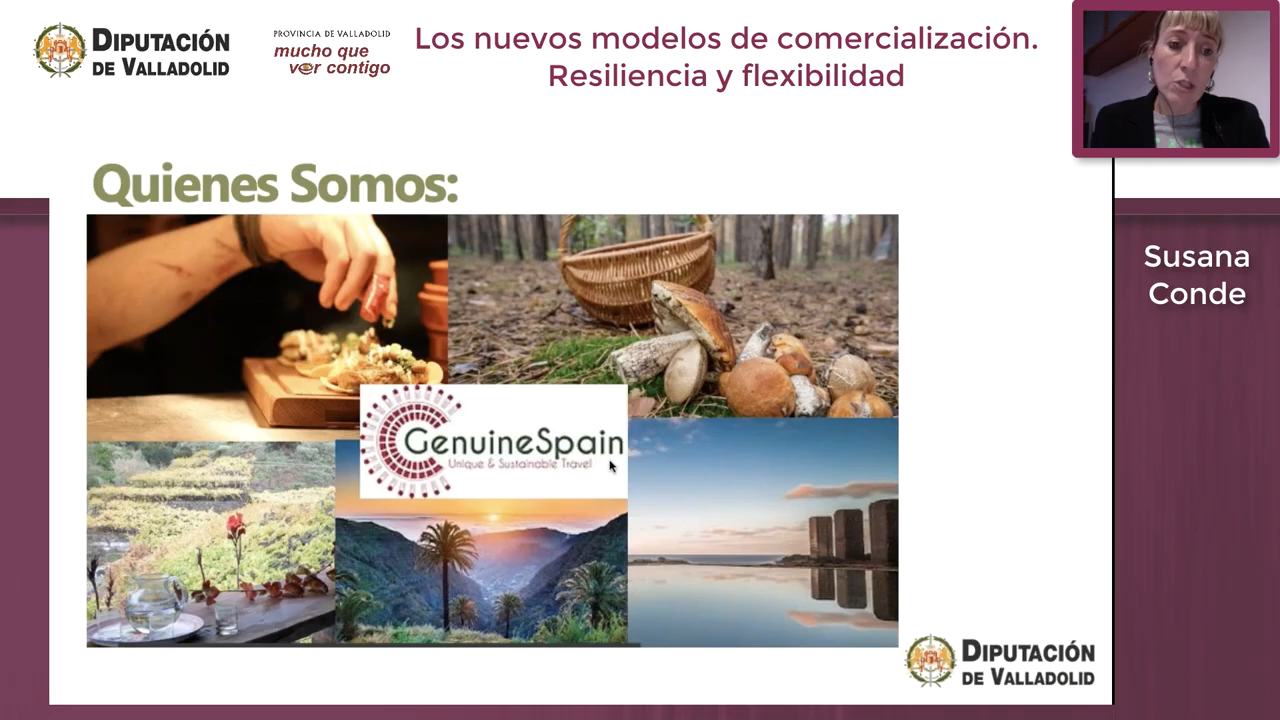 DIPUTACIÓN
DE VALLADOLID
PROVINCIA DE VALLADOLID
mucho que
ver contigo
Los nuevos modelos de comercialización.
Resiliencia y flexibilidad
Quienes Somos:
Susana
Conde
GenuineSpain
Unique & Sustainable Travel
DIPUTACIÓN
DE VALLADOLID